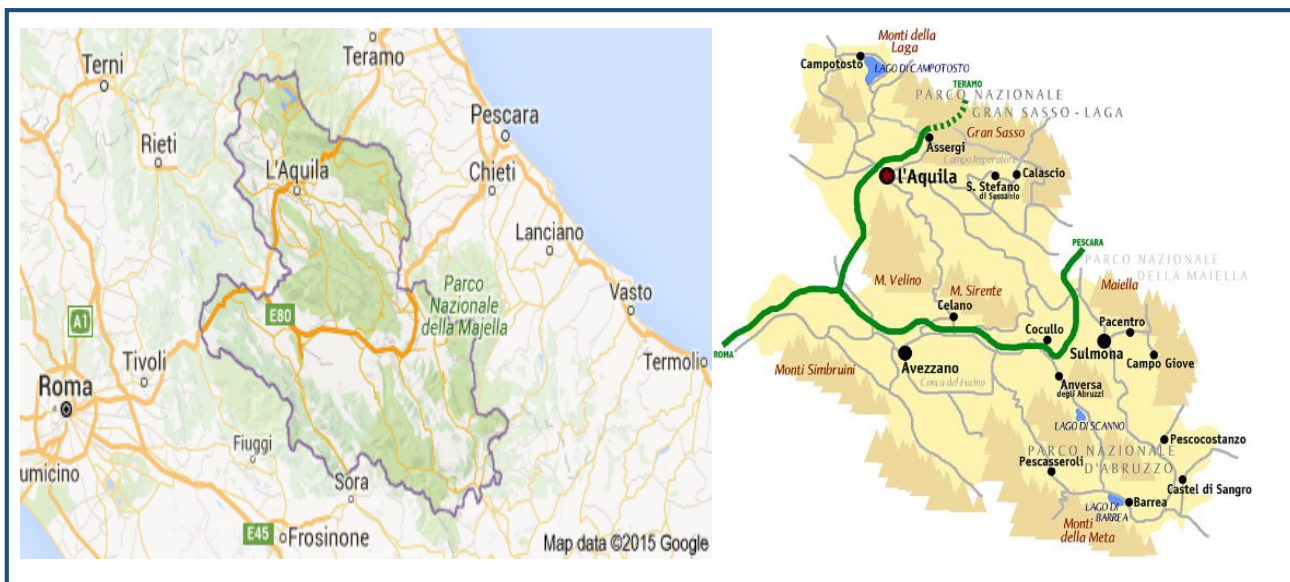 Teramo
Terni
Pescara
Rieti
L'Aquila
Chieti
Lanciano
Parco
Nazionale
della Majella
Vasto
E80
A1
Tivoli
Termoli
Roma
Fiuggi
umicino
Sora
E45
Frosinone
Map data ©2015 Google
Monti della
Laga
Campotosto
LAGO DI CAMPOTOSTO
TERAMO
PARCO NAZIONALE
GRAN SASSO - LAGA
Gran Sasso
Assergi
Campo Imperatore
l'Aquila
Calascio
S. Stefano
di Sessanio
PESCARA
PARCO NAZIONALE
DELLA MAIELLA
M. Velino
M. Sirente
Maiella
Celano
Cocullo
Pacentro
ROMA
Sulmona
Avezzano
Campo Giove
Monti Simbruini
Conca del Fucino
Anversa
degli Abruzzi
LAGO DI SCANNO
Pescocostanzo
PARCO NAZIONALE
D'ABRUZZO
Pescasseroli
Castel di Sangro
LAGO DI
BARREA
Barrea
Monti
della Meta